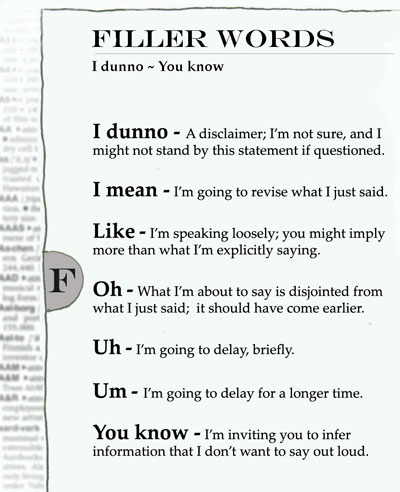 FILLER WORDS
I dunno ~ You know
I dunno - A disclaimer; I'm not sure, and I
might not stand by this statement if questioned.
I mean - I'm going to revise what I just said.
Like - I'm speaking loosely; you might imply
more than what I'm explicitly saying.
F
Oh - What I'm about to say is disjointed from
what I just said; it should have come earlier.
Uh - I'm going to delay, briefly.
Um - I'm going to delay for a longer time.
You know - I'm inviting you to infer
information that I don't want to say out loud.